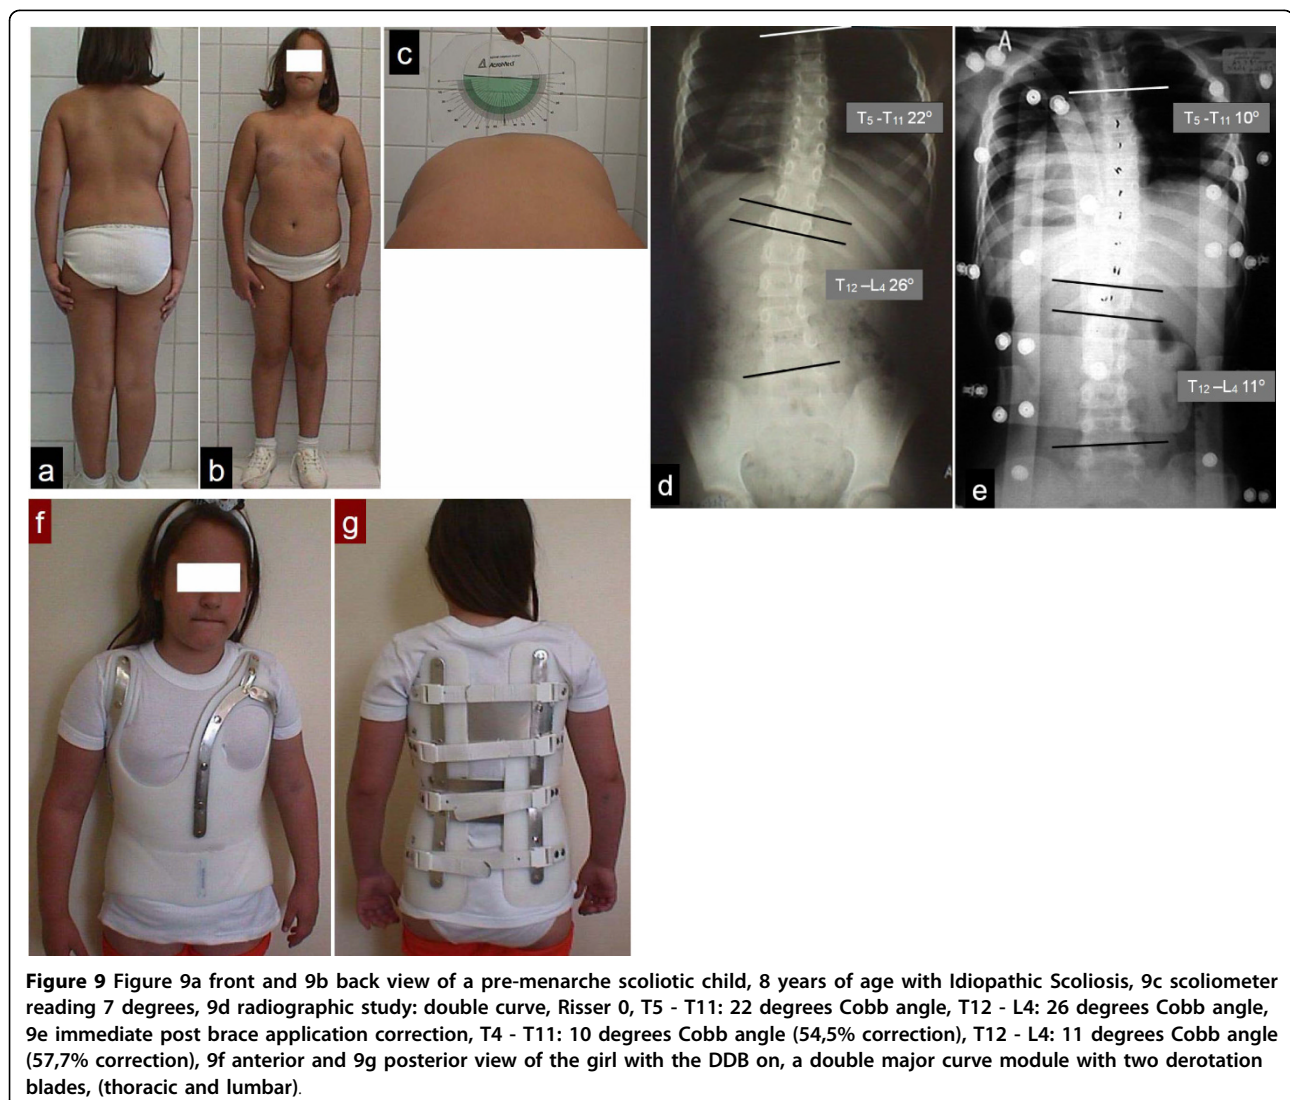 c
AcroMed
T5 -T11 22°
T12 –L4 26°
d
A
T5 -T11 10°
T12 –L4 11°
e
a
b
f
g
Figure 9 Figure 9a front and 9b back view of a pre-menarche scoliotic child, 8 years of age with Idiopathic Scoliosis, 9c scoliometer
reading 7 degrees, 9d radiographic study: double curve, Risser 0, T5 - T11: 22 degrees Cobb angle, T12 - L4: 26 degrees Cobb angle,
9e immediate post brace application correction, T4 - T11: 10 degrees Cobb angle (54,5% correction), T12 - L4: 11 degrees Cobb angle
(57,7% correction), 9f anterior and 9g posterior view of the girl with the DDB on, a double major curve module with two derotation
blades, (thoracic and lumbar).